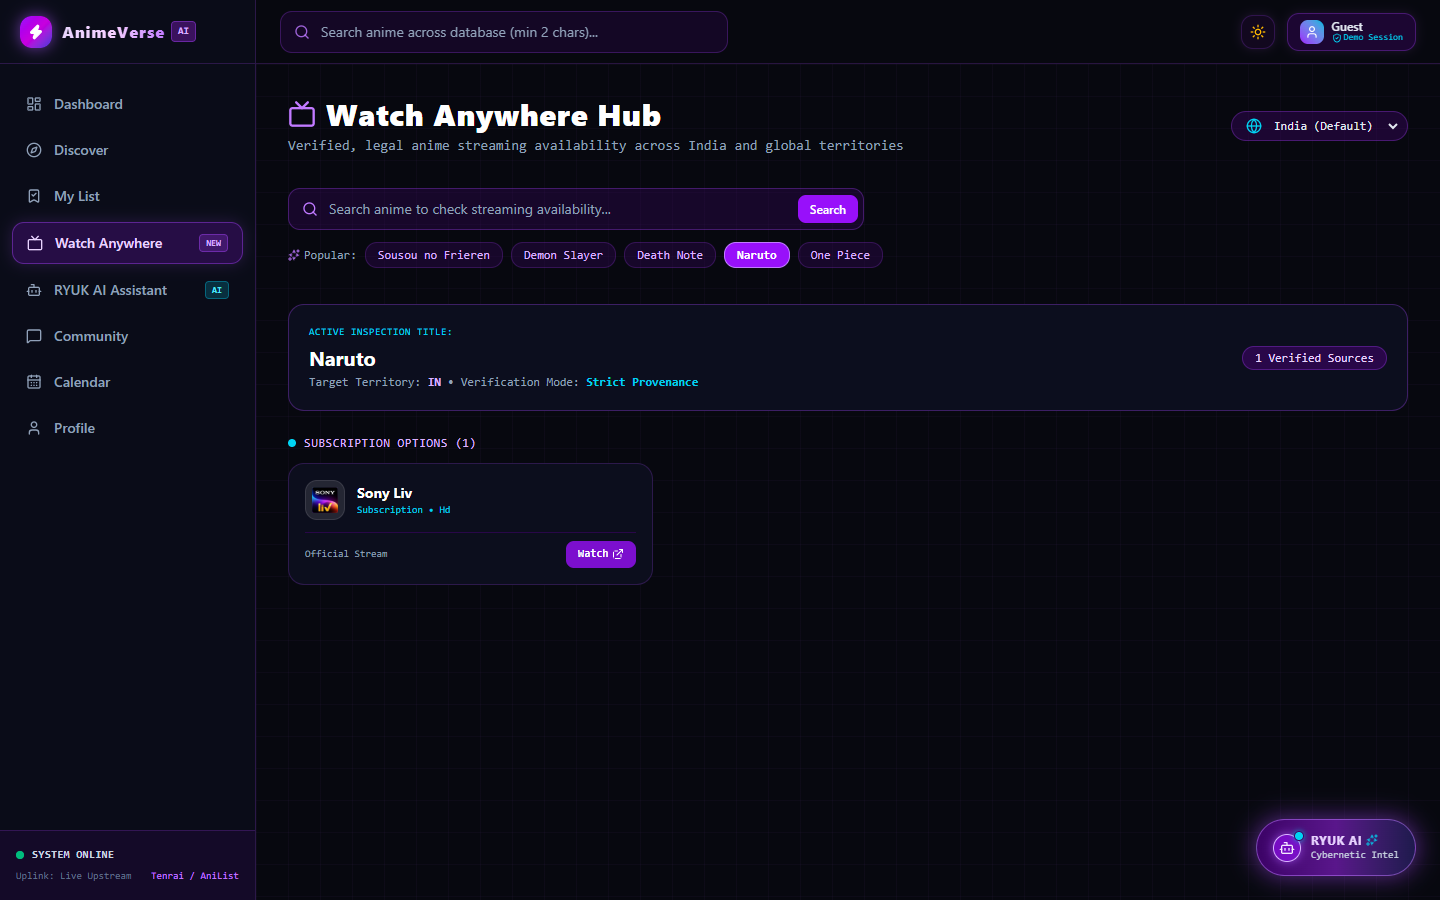 AnimeVerse AI
Search anime across database (min 2 chars)...
Guest
Demo Session
Dashboard
Discover
My List
Watch Anywhere NEW
RYUK AI Assistant AI
Community
Calendar
Profile
SYSTEM ONLINE
Uplink: Live Upstream Tenrai / AniList
Watch Anywhere Hub
Verified, legal anime streaming availability across India and global territories
India (Default)
Search anime to check streaming availability...
Search
Popular: Sousou no Frieren Demon Slayer Death Note Naruto One Piece
ACTIVE INSPECTION TITLE:
Naruto
Target Territory: IN • Verification Mode: Strict Provenance
1 Verified Sources
SUBSCRIPTION OPTIONS (1)
SONY
liv
Sony Liv
Subscription • Hd
Official Stream
Watch
RYUK AI
Cybernetic Intel